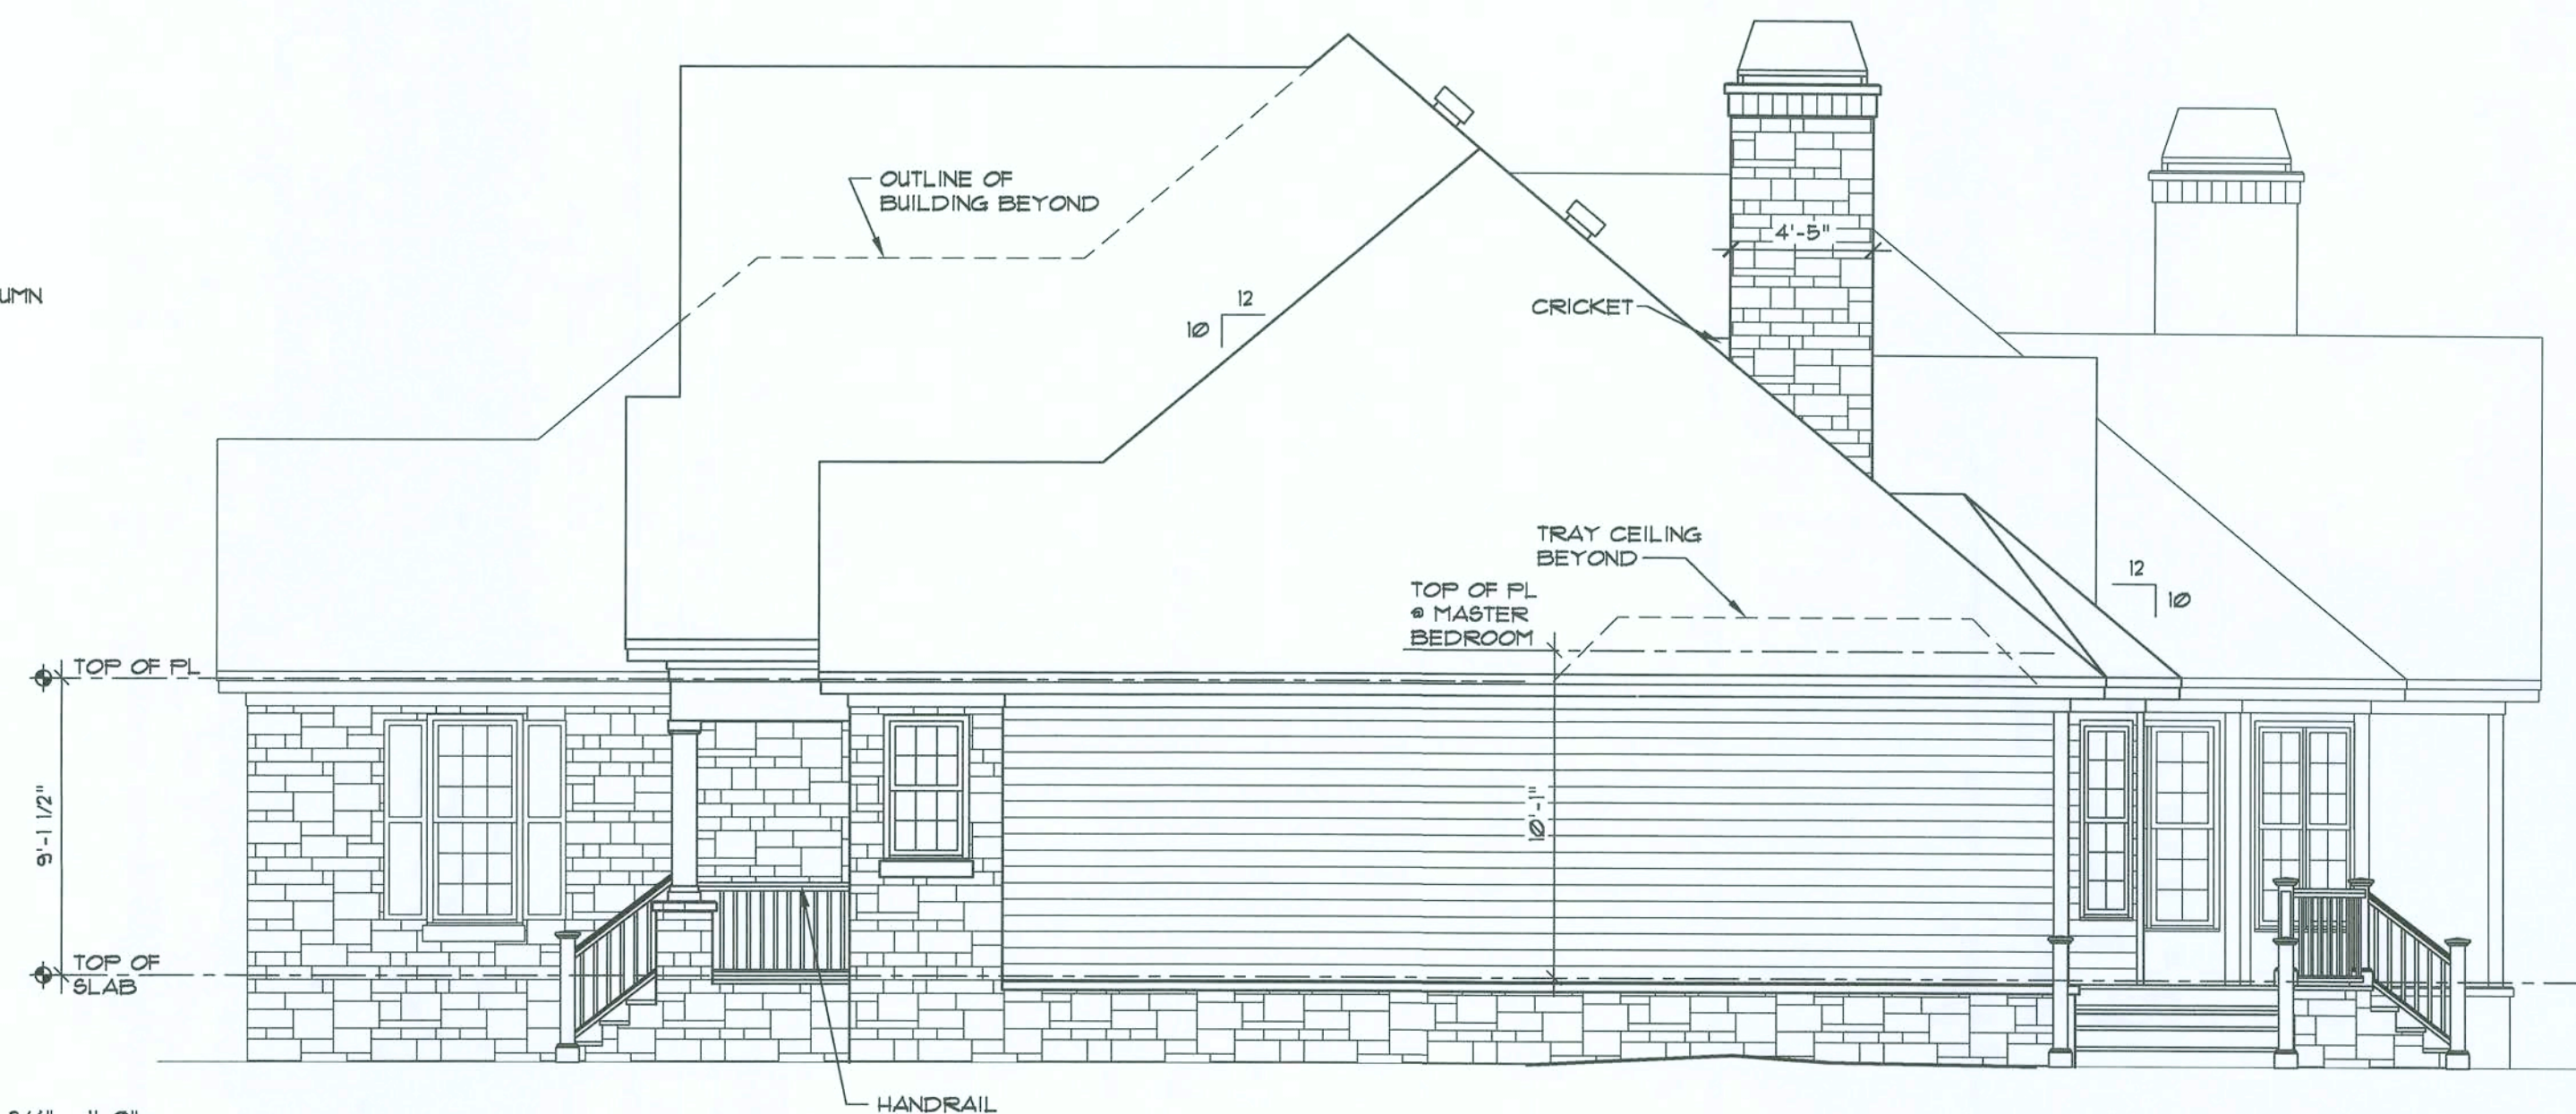 OUTLINE OF
BUILDING BEYOND
UMN
12
10
CRICKET
4'-5"
TRAY CEILING
BEYOND
TOP OF PL
@ MASTER
BEDROOM
12
10
TOP OF PL
9'-1 1/2"
10'-1"
TOP OF
SLAB
HANDRAIL